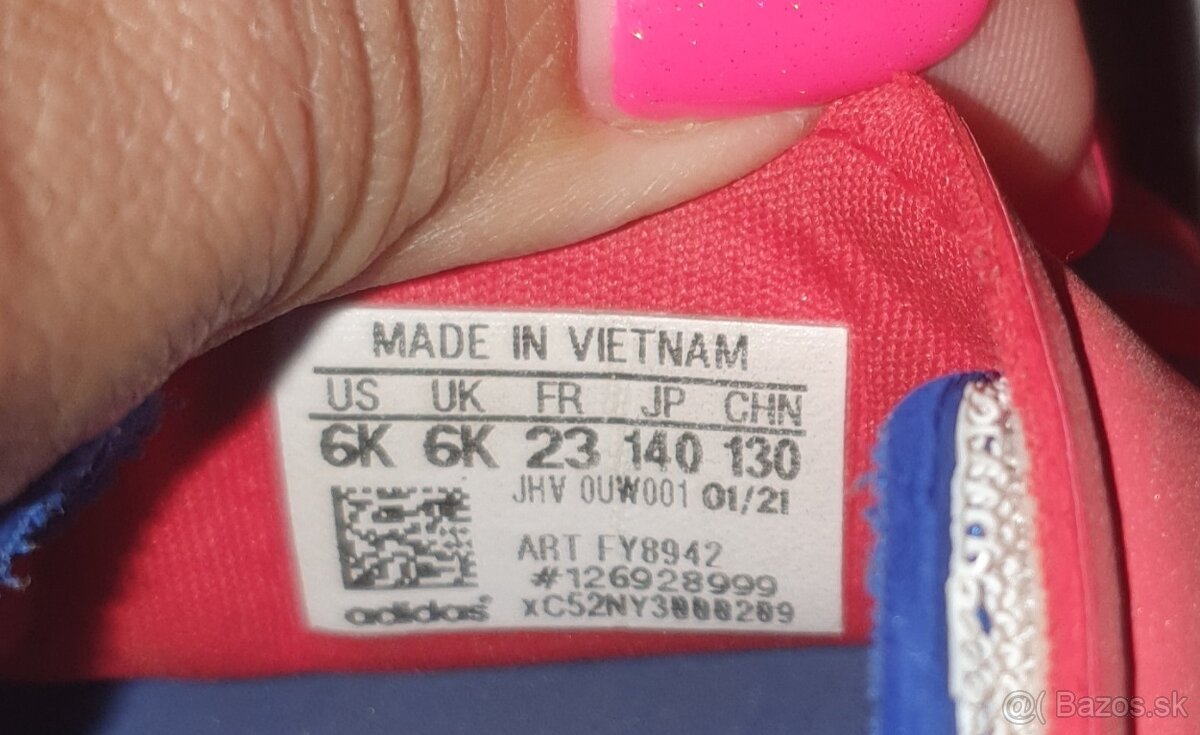 MADE IN VIETNAM
US UK FR JP CHN
6K 6K 23 140 130
JHV 0UW001 01/21
ART FY8942
#126928999
adidas xC52NY3000209
@( Bazos.sk